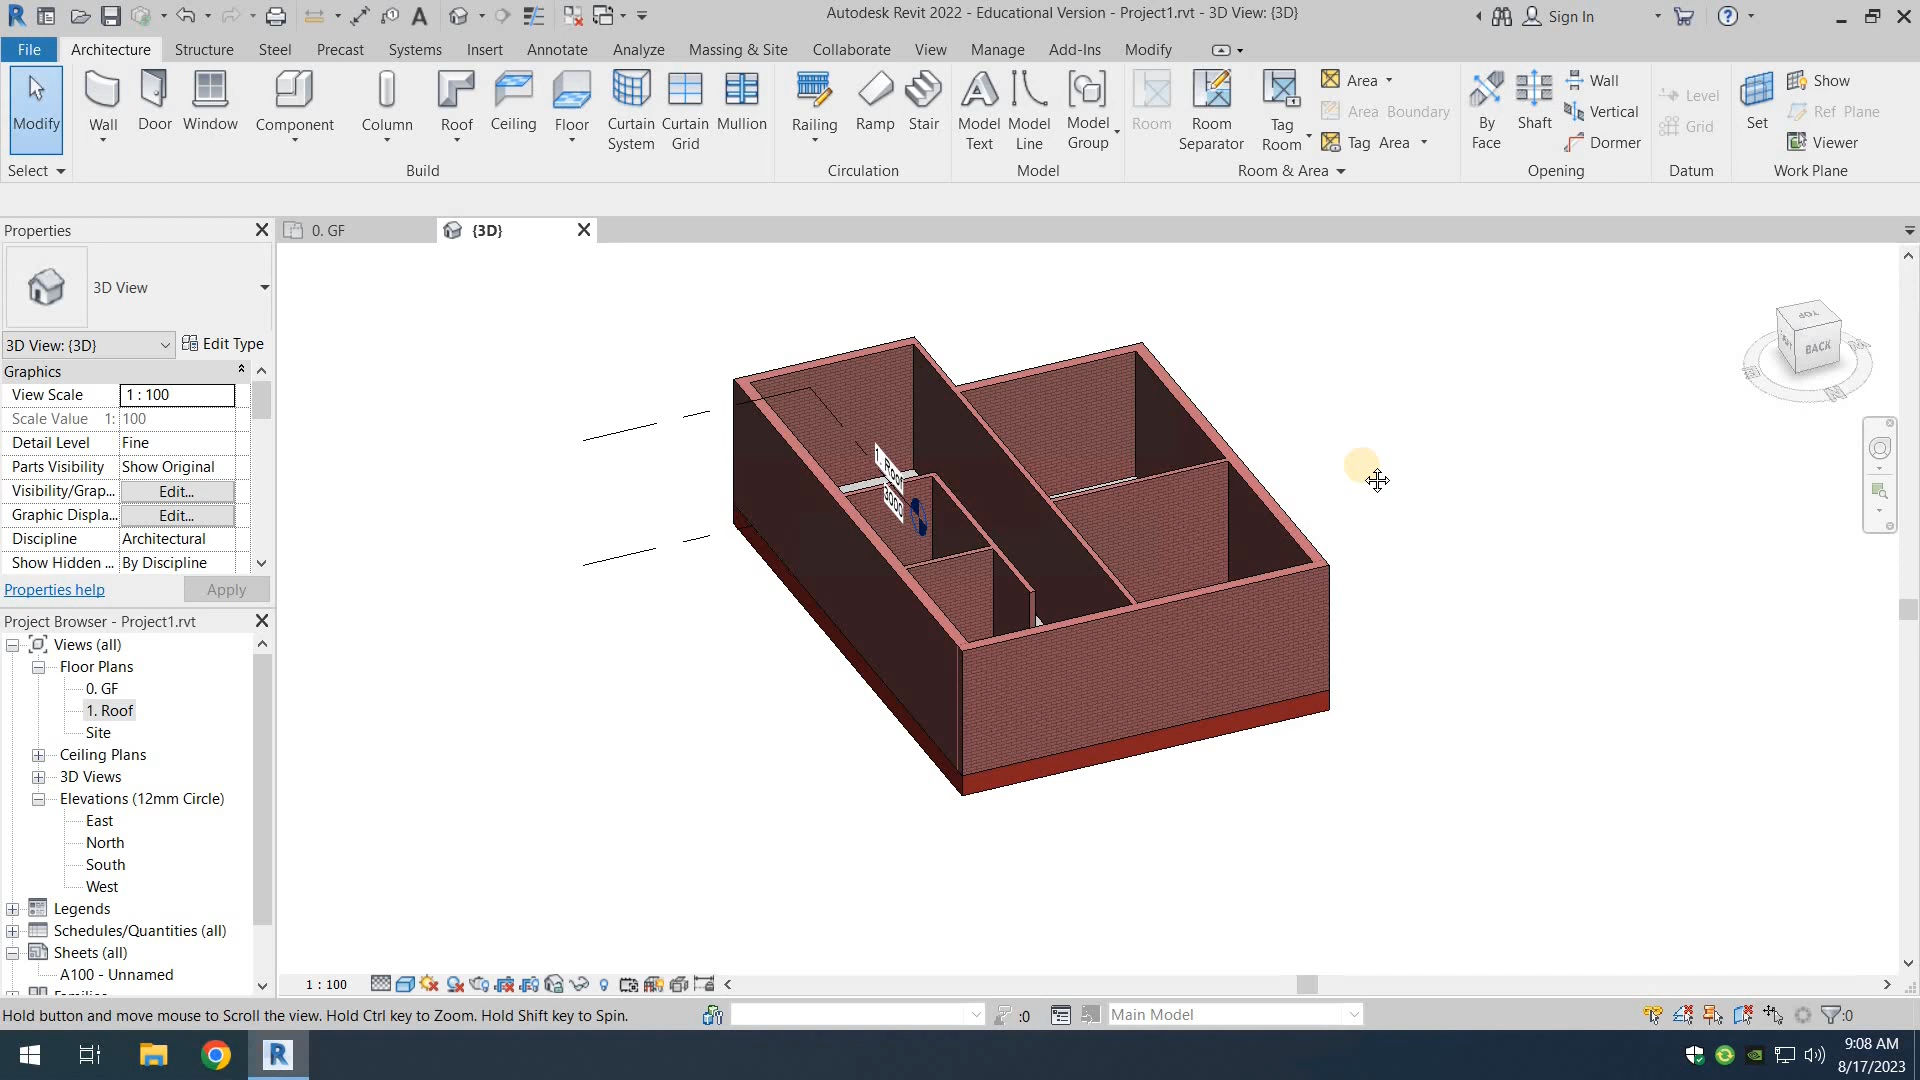 Autodesk Revit 2022 - Educational Version - Project1.rvt - 3D View: {3D}
Sign In
File
Architecture
Structure
Steel
Precast
Systems
Insert
Annotate
Analyze
Massing & Site
Collaborate
View
Manage
Add-Ins
Modify
Modify
Wall
Door
Window
Component
Column
Roof
Ceiling
Floor
Curtain System
Curtain Grid
Mullion
Railing
Ramp
Stair
Model Text
Model Line
Model Group
Room
Room Separator
Tag Room
Area
Area Boundary
Tag Area
By Face
Shaft
Wall
Vertical
Dormer
Level
Grid
Set
Show
Ref Plane
Viewer
Select
Build
Circulation
Model
Room & Area
Opening
Datum
Work Plane
Properties
0. GF
{3D}
3D View
3D View: {3D}
Edit Type
Graphics
View Scale
1 : 100
Scale Value 1:
100
Detail Level
Fine
Parts Visibility
Show Original
Visibility/Grap...
Edit...
Graphic Displa...
Edit...
Discipline
Architectural
Show Hidden ...
By Discipline
Properties help
Apply
Project Browser - Project1.rvt
Views (all)
Floor Plans
0. GF
1. Roof
Site
Ceiling Plans
3D Views
Elevations (12mm Circle)
East
North
South
West
Legends
Schedules/Quantities (all)
Sheets (all)
A100 - Unnamed
1. Roof
3000
TOP
BACK
1 : 100
Hold button and move mouse to Scroll the view. Hold Ctrl key to Zoom. Hold Shift key to Spin.
:0
Main Model
:0
9:08 AM
8/17/2023